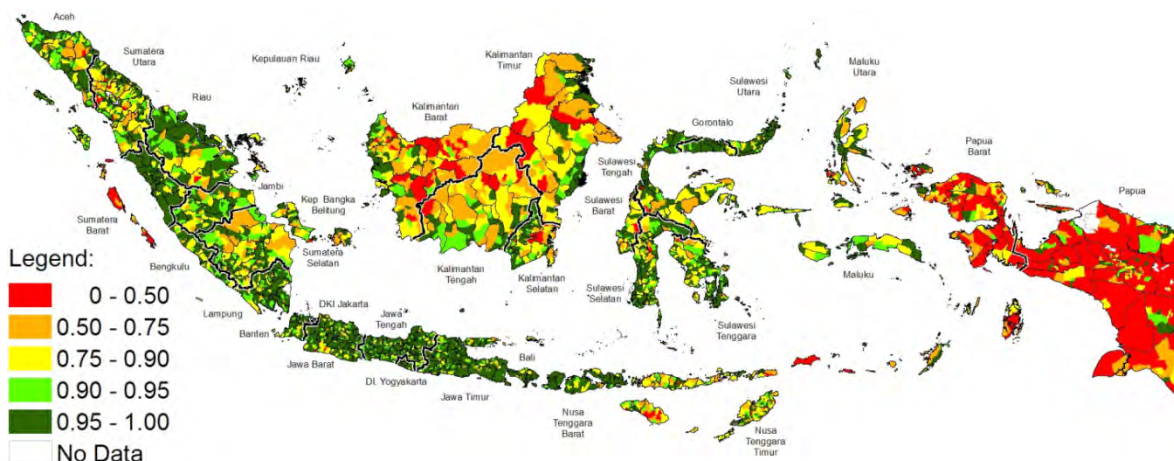 Aceh
Sumatera
Utara
Kepulauan Riau
Riau
Kalimantan
Timur
Kalimantan
Barat
Sulawesi
Utara
Maluku
Utara
Gorontalo
Papua
Barat
Papua
Sulawesi
Tengah
Jambi
Kep Bangka
Belitung
Sulawesi
Barat
Sumatera
Barat
Sumatera
Selatan
Bengkulu
Kalimantan
Tengah
Kalimantan
Selatan
Maluku
Sulawesi
Selatan
Lampung
DKI Jakarta
Banten
Jawa
Tengah
Sulawesi
Tenggara
Jawa Barat
Bali
DI. Yogyakarta
Jawa Timur
Nusa
Tenggara
Barat
Nusa
Tenggara
Timur
Legend:
0 - 0.50
0.50 - 0.75
0.75 - 0.90
0.90 - 0.95
0.95 - 1.00
No Data